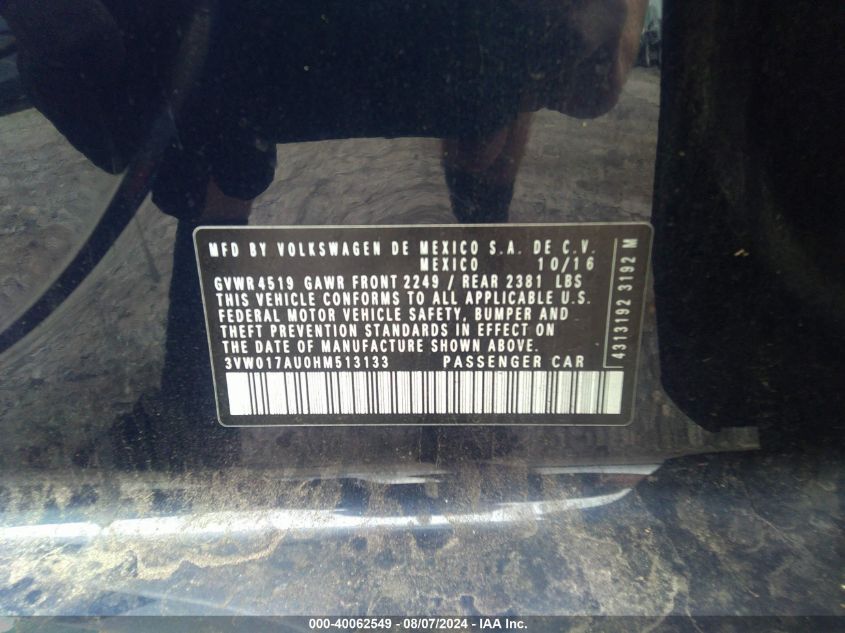 MFD BY VOLKSWAGEN DE MEXICO S.A. DE C.V.
MEXICO 10/16
GVWR 4519 GAWR FRONT 2249 / REAR 2381 LBS
THIS VEHICLE CONFORMS TO ALL APPLICABLE U.S.
FEDERAL MOTOR VEHICLE SAFETY, BUMPER AND
THEFT PREVENTION STANDARDS IN EFFECT ON
THE DATE OF MANUFACTURE SHOWN ABOVE.
3VW017AU0HM513133 PASSENGER CAR
4313192 3192 M
000-40062549 - 08/07/2024 - IAA Inc.